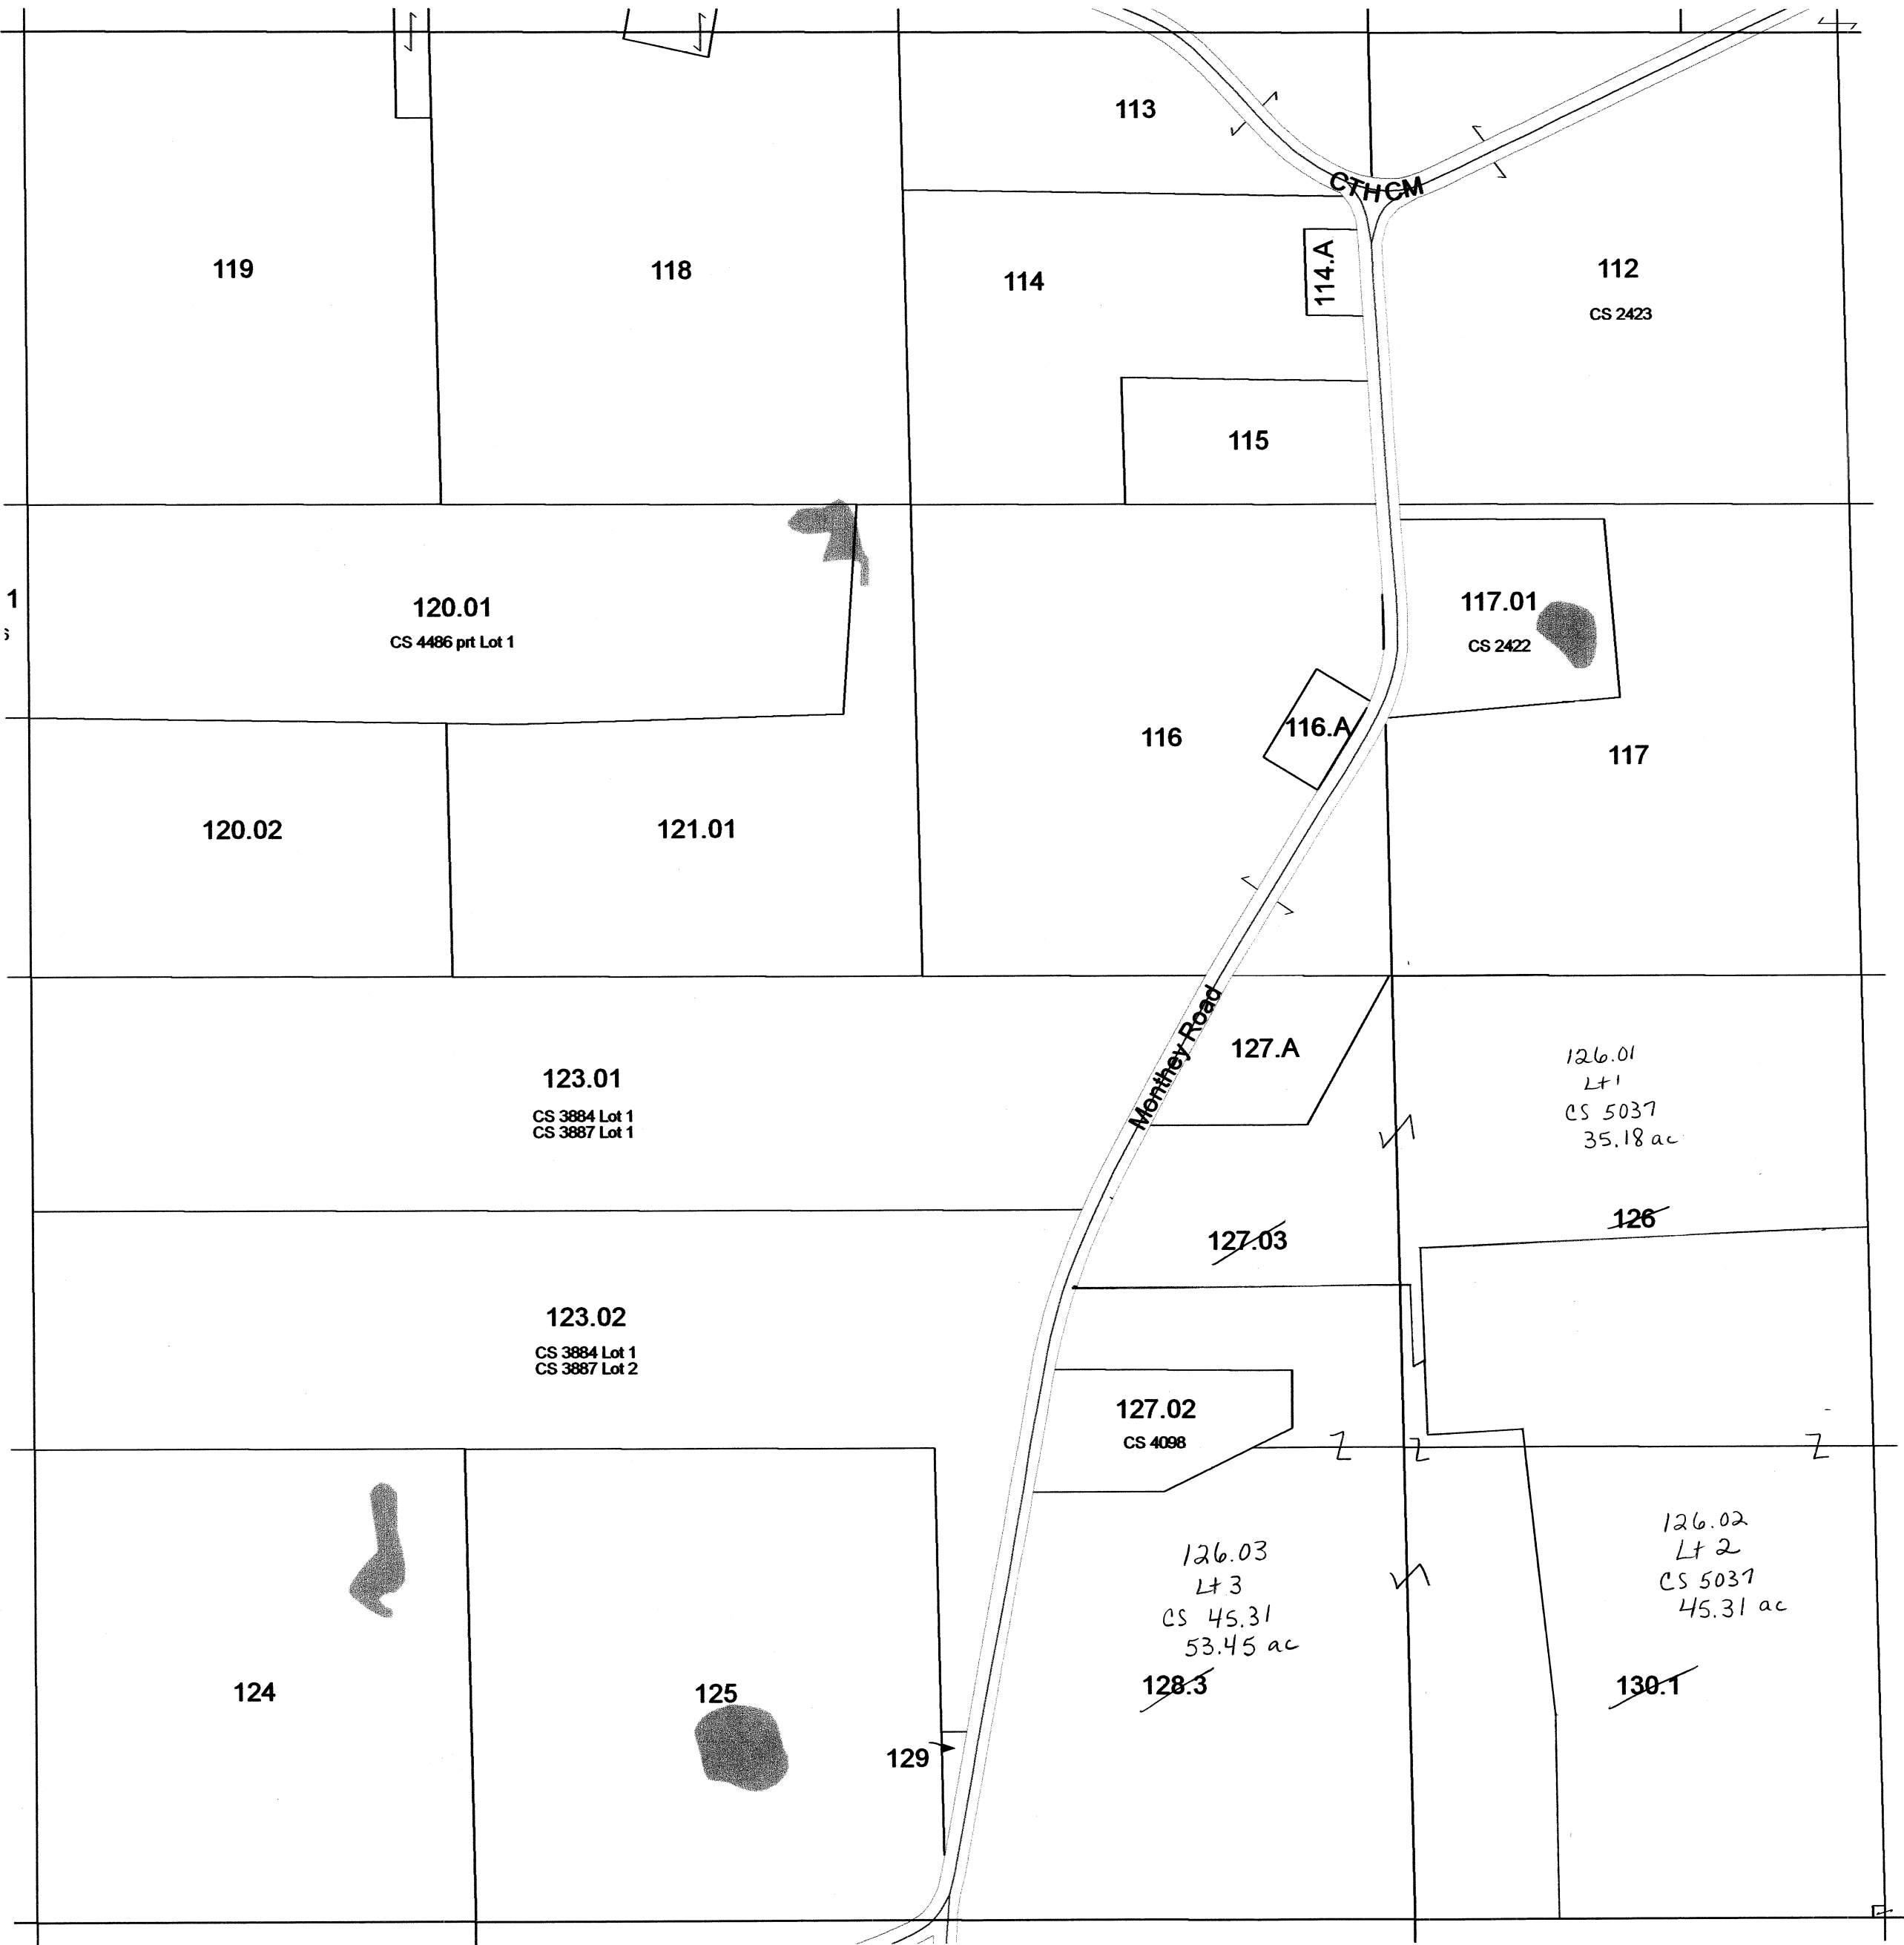 113
CTH CM
119
118
114
114.A
112
CS 2423
115
1
120.01
CS 4486 prt Lot 1
117.01
CS 2422
116
116.A
117
120.02
121.01
Monthey Road
127.A
123.01
CS 3884 Lot 1
CS 3887 Lot 1
126.01
Lt 1
CS 5037
35.18 ac
126
127.03
123.02
CS 3884 Lot 1
CS 3887 Lot 2
127.02
CS 4098
126.03
Lt 3
CS 45.31
53.45 ac
128.3
126.02
Lt 2
CS 5037
45.31 ac
130.1
124
125
129